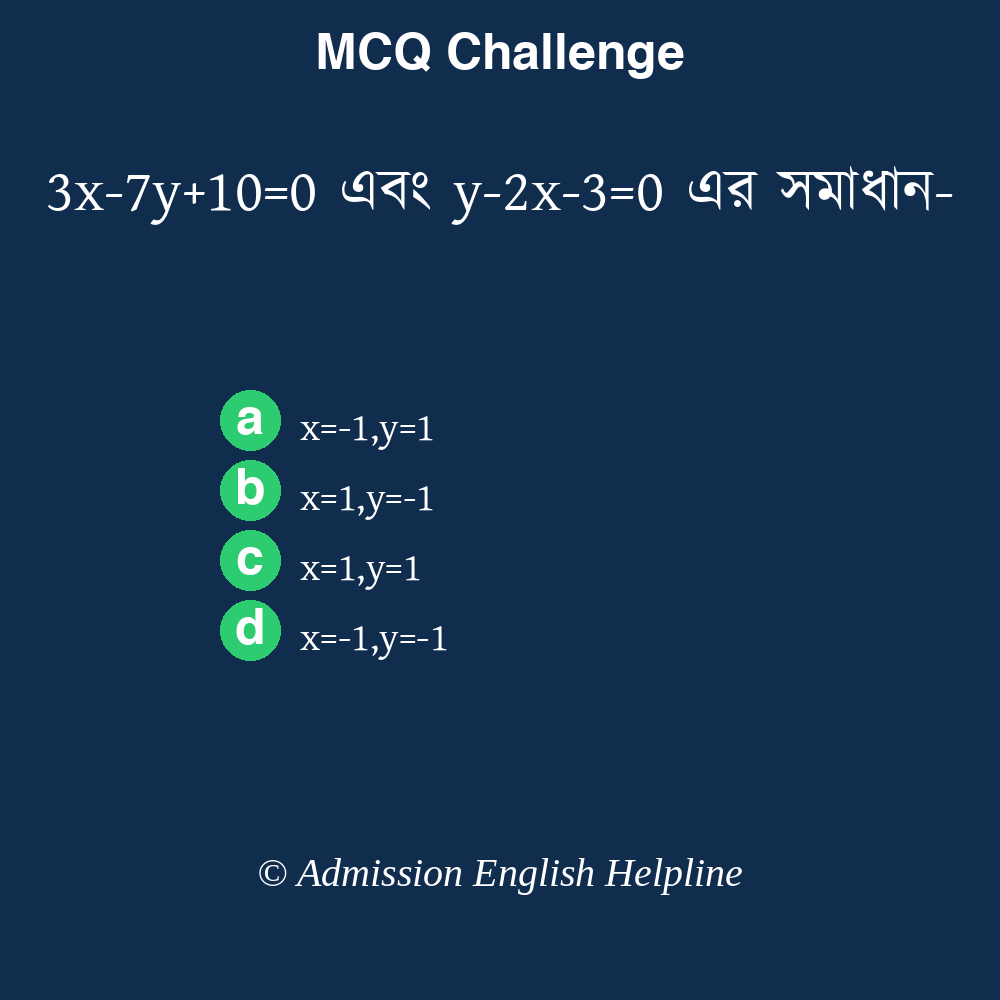 MCQ Challenge
3x-7y+10=0 এবং y-2x-3=0 এর সমাধান-
a x=-1,y=1
b x=1,y=-1
c x=1,y=1
d x=-1,y=-1
© Admission English Helpline